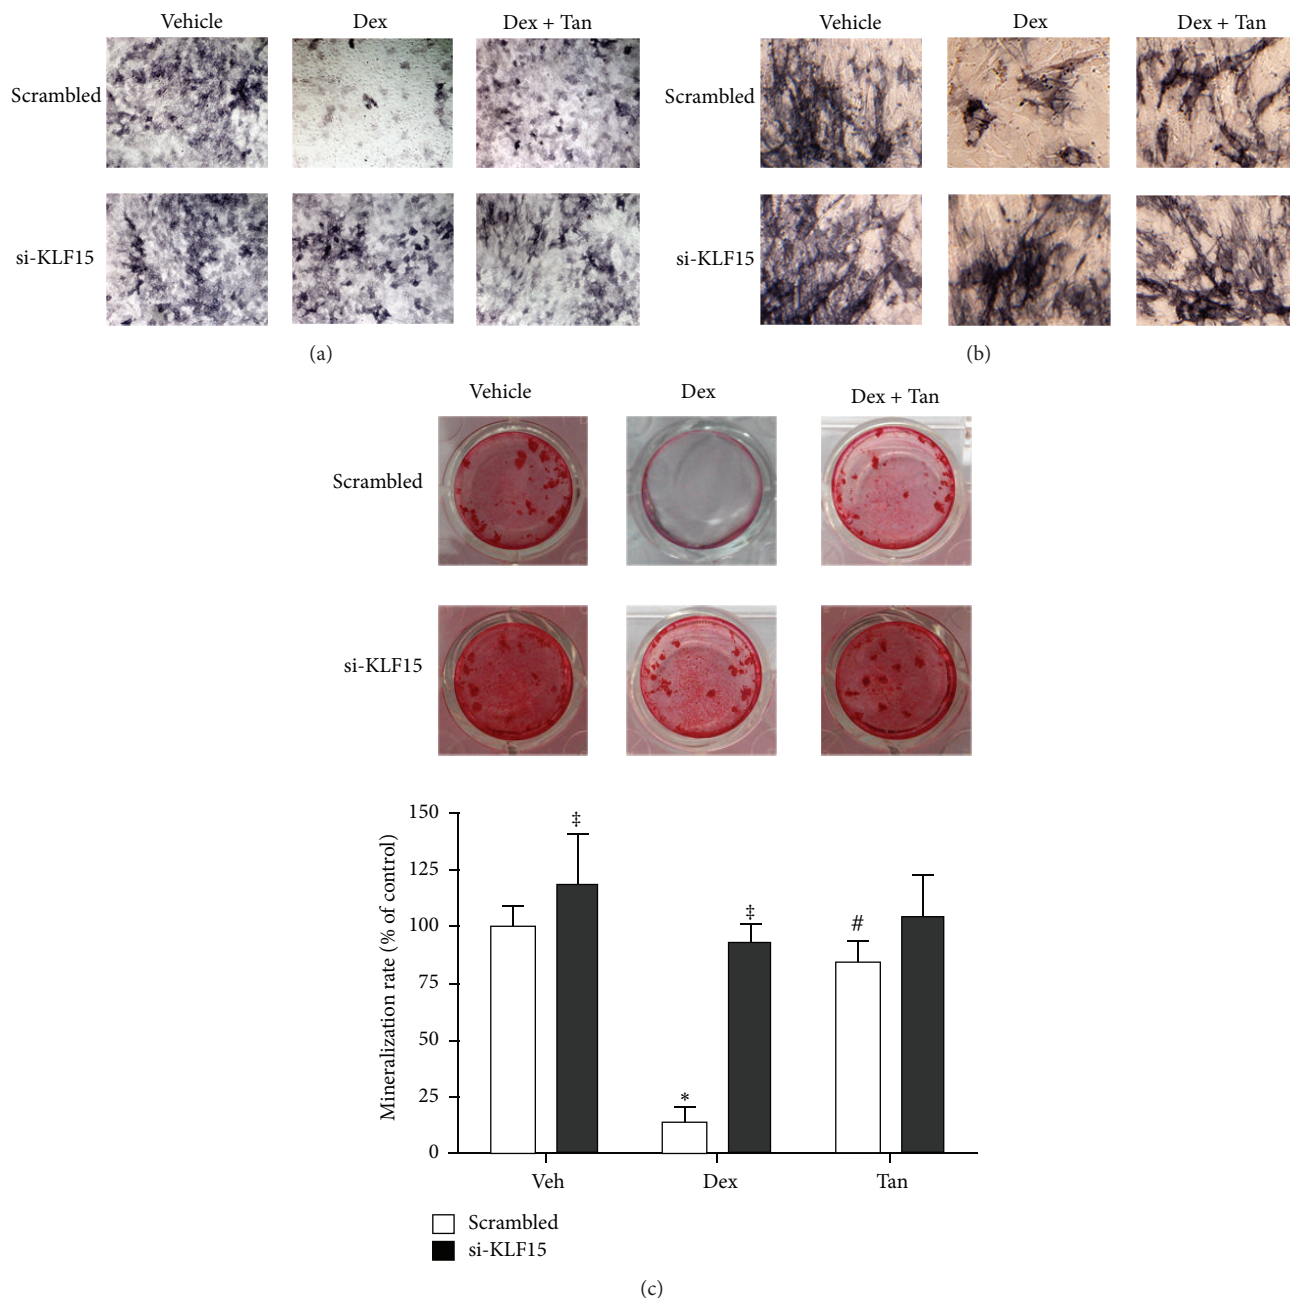 Vehicle Dex Dex + Tan
Scrambled
si-KLF15
(a)
Vehicle Dex Dex + Tan
Scrambled
si-KLF15
(b)
Vehicle Dex Dex + Tan
Scrambled
si-KLF15
Mineralization rate (% of control)
150
125
100
75
50
25
0
‡
*
‡
#
Veh Dex Tan
Scrambled
si-KLF15
(c)